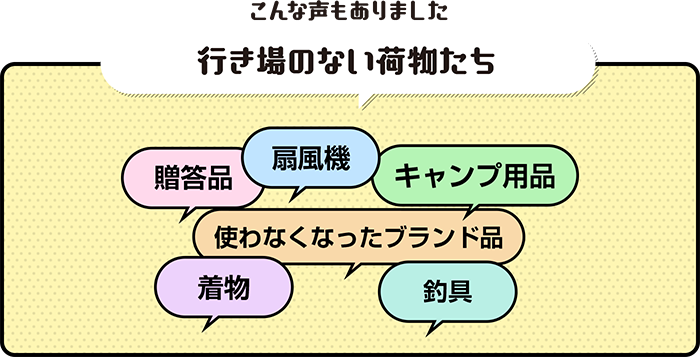 こんな声もありました
行き場のない荷物たち
贈答品
扇風機
キャンプ用品
使わなくなったブランド品
着物
釣具